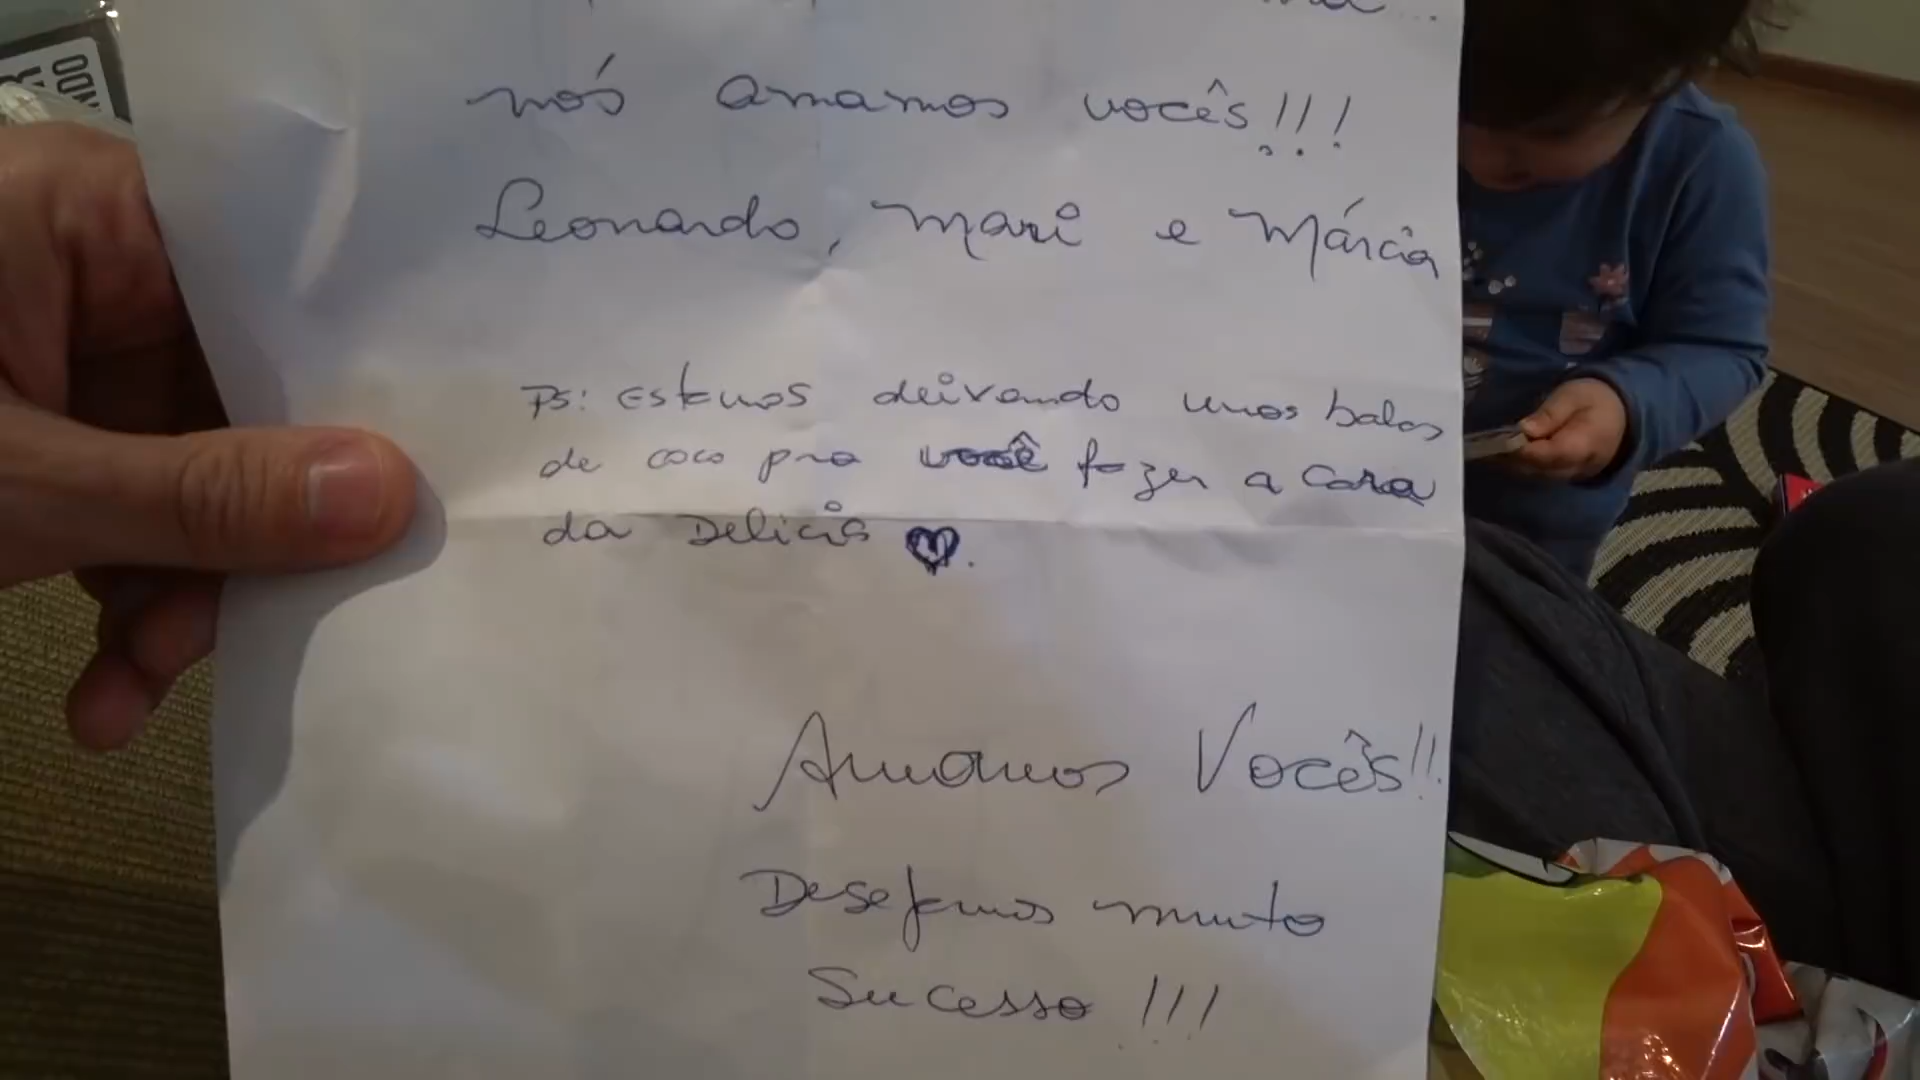 nós amamos vocês!!!
Leonardo, Mari e Márcia
Ps: Estamos deixando umas balas
de coco pra você fazer a cara
da Delicia ♥.
Amamos Vocês!!
Desejamos muito
Sucesso !!!